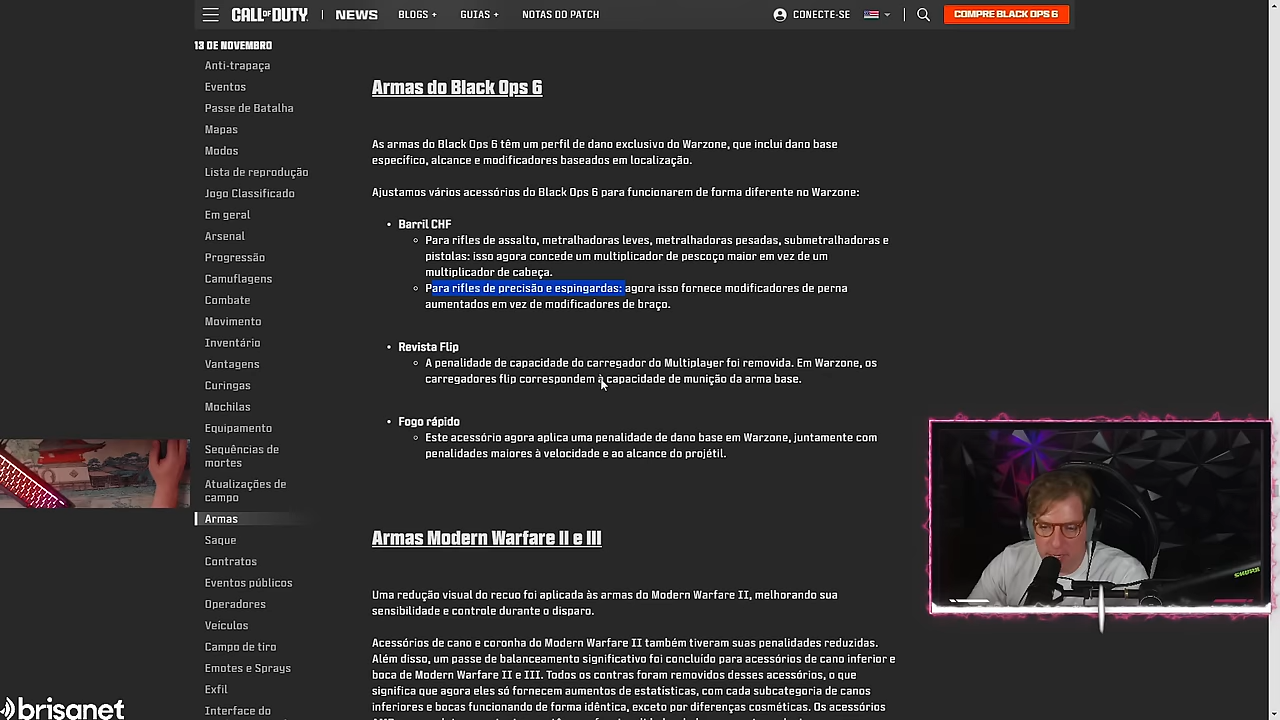 CALL OF DUTY | NEWS BLOGS + GUIAS + NOTAS DO PATCH CONECTE-SE COMPRE BLACK OPS 6
13 DE NOVEMBRO
Anti-trapaça
Eventos
Passe de Batalha
Mapas
Modos
Lista de reprodução
Jogo Classificado
Em geral
Arsenal
Progressão
Camuflagens
Combate
Movimento
Inventário
Vantagens
Curingas
Mochilas
Equipamento
Sequências de
mortes
Atualizações de
campo
Armas
Saque
Contratos
Eventos públicos
Operadores
Veículos
Campo de tiro
Emotes e Sprays
Exfil
Interface do
Armas do Black Ops 6
As armas do Black Ops 6 têm um perfil de dano exclusivo do Warzone, que inclui dano base
específico, alcance e modificadores baseados em localização.
Ajustamos vários acessórios do Black Ops 6 para funcionarem de forma diferente no Warzone:
• Barril CHF
Para rifles de assalto, metralhadoras leves, metralhadoras pesadas, submetralhadoras e
pistolas: isso agora concede um multiplicador de pescoço maior em vez de um
multiplicador de cabeça.
Para rifles de precisão e espingardas: agora isso fornece modificadores de perna
aumentados em vez de modificadores de braço.
• Revista Flip
A penalidade de capacidade do carregador do Multiplayer foi removida. Em Warzone, os
carregadores flip correspondem à capacidade de munição da arma base.
• Fogo rápido
Este acessório agora aplica uma penalidade de dano base em Warzone, juntamente com
penalidades maiores à velocidade e ao alcance do projétil.
Armas Modern Warfare II e III
Uma redução visual do recuo foi aplicada às armas do Modern Warfare II, melhorando sua
sensibilidade e controle durante o disparo.
Acessórios de cano e coronha do Modern Warfare II também tiveram suas penalidades reduzidas.
Além disso, um passe de balanceamento significativo foi concluído para acessórios de cano inferior e
boca de Modern Warfare II e III. Todos os contras foram removidos desses acessórios, o que
significa que agora eles só fornecem aumentos de estatísticas, com cada subcategoria de canos
inferiores e bocas funcionando de forma idêntica, exceto por diferenças cosméticas. Os acessórios
SHURE
brisanet